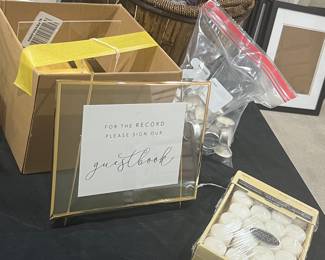 FOR THE RECORD
PLEASE SIGN OUR
guestbook